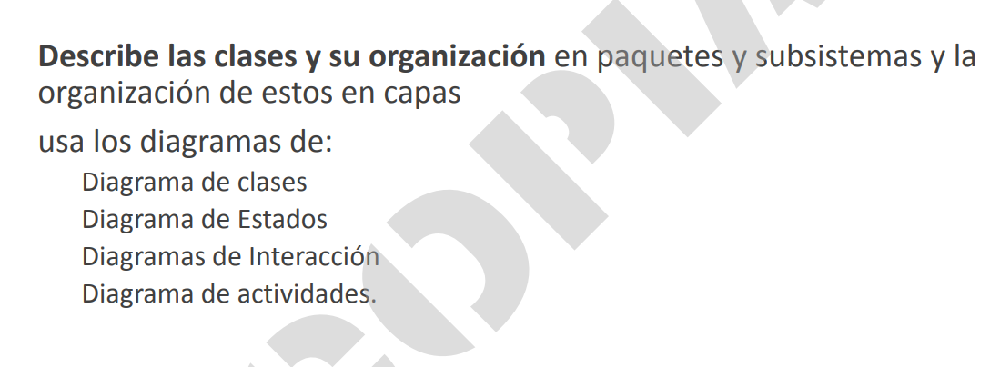 Describe las clases y su organización en paquetes y subsistemas y la
organización de estos en capas
usa los diagramas de:
Diagrama de clases
Diagrama de Estados
Diagramas de Interacción
Diagrama de actividades.